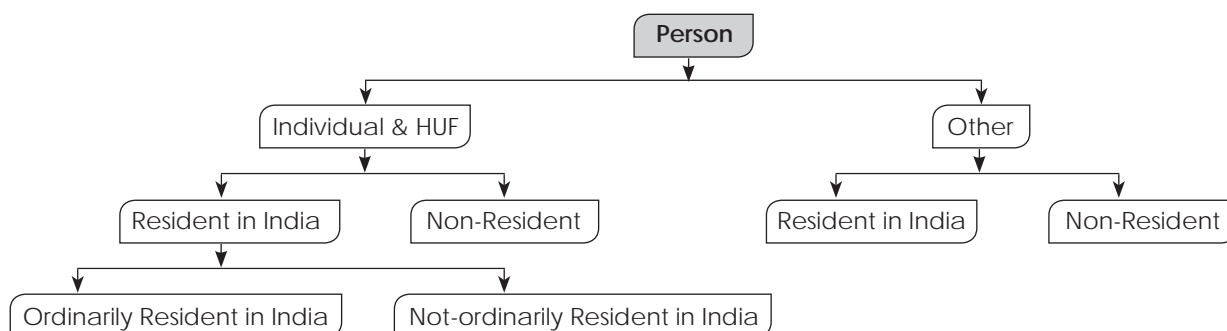 Person
Individual & HUF
Other
Resident in India
Non-Resident
Resident in India
Non-Resident
Ordinarily Resident in India
Not-ordinarily Resident in India